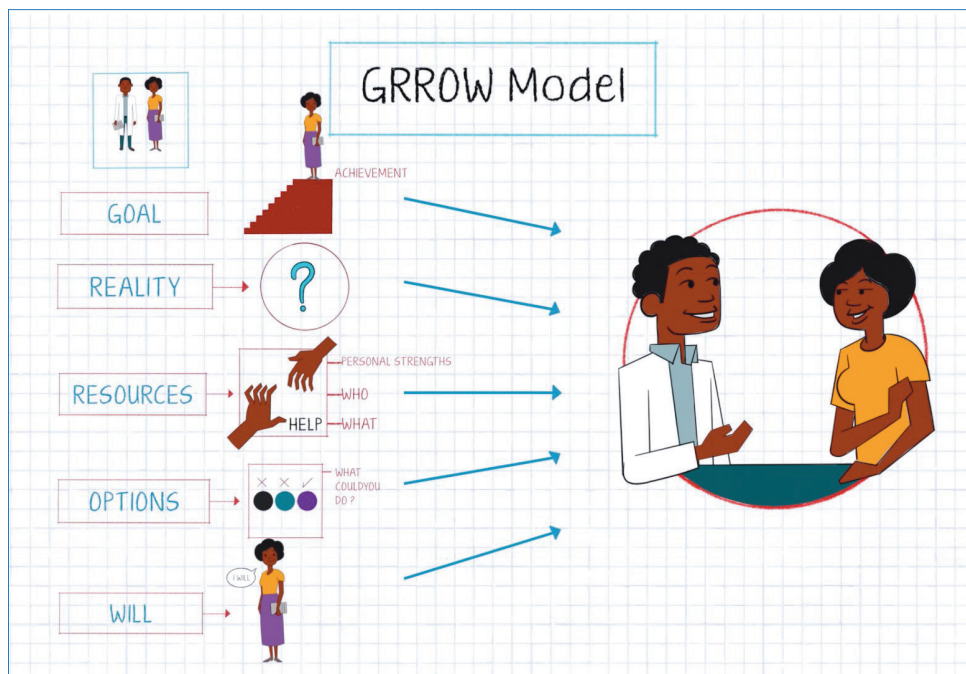 GRROW Model
ACHIEVEMENT
GOAL
REALITY
?
RESOURCES
PERSONAL STRENGTHS
WHO
HELP
WHAT
OPTIONS
WHAT
COULDYOU
DO ?
I WILL
WILL